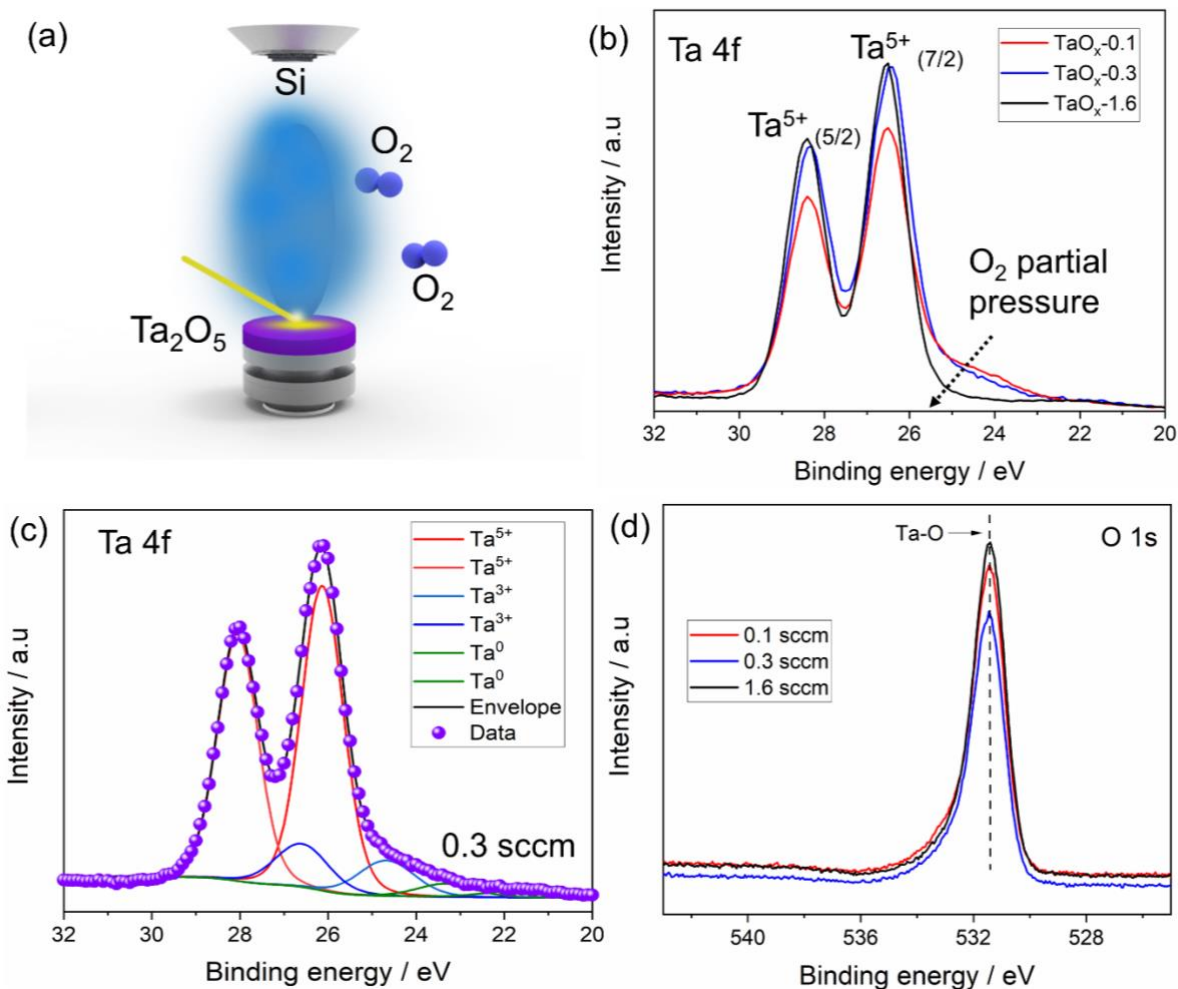 (a)
Si
O₂
O₂
Ta₂O₅
(b)
Ta 4f
Ta⁵⁺ (7/2)
Ta⁵⁺ (5/2)
TaOₓ-0.1
TaOₓ-0.3
TaOₓ-1.6
O₂ partial
pressure
Intensity / a.u
32 30 28 26 24 22 20
Binding energy / eV
(c)
Ta 4f
Ta⁵⁺
Ta⁵⁺
Ta³⁺
Ta³⁺
Ta⁰
Ta⁰
Envelope
Data
0.3 sccm
Intensity / a.u
32 30 28 26 24 22 20
Binding energy / eV
(d)
Ta-O
O 1s
0.1 sccm
0.3 sccm
1.6 sccm
Intensity / a.u
540 536 532 528
Binding energy / eV